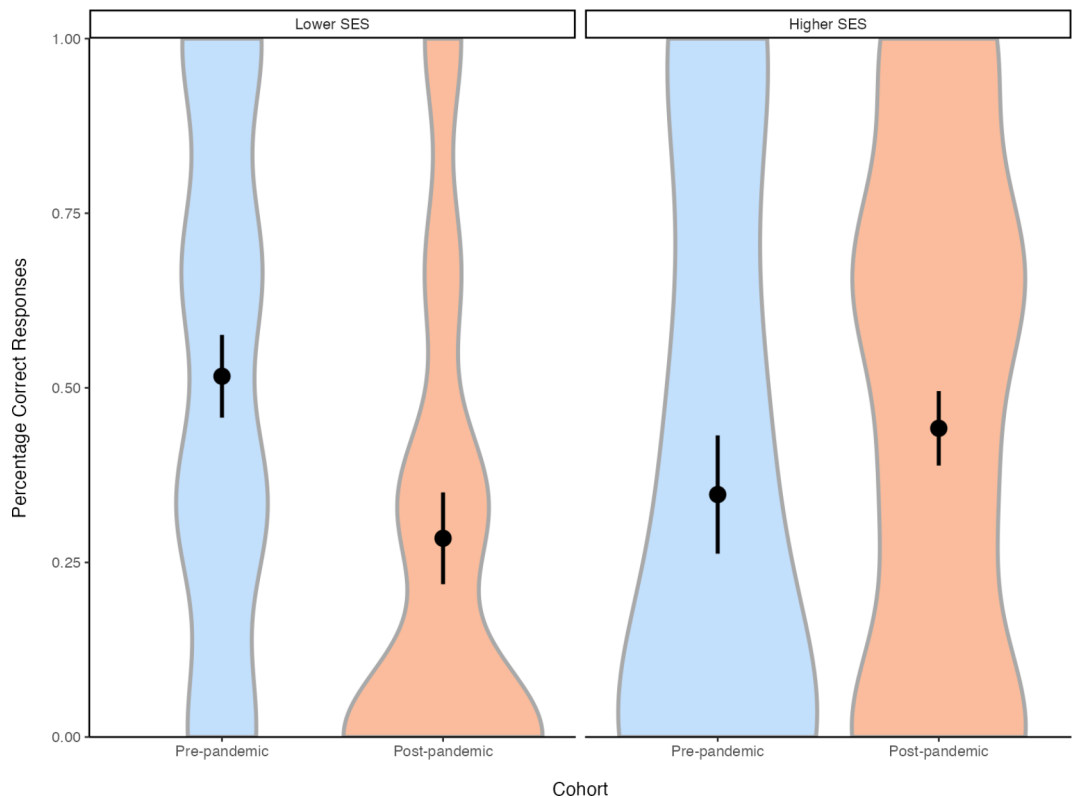 Lower SES
Higher SES
1.00
0.75
0.50
0.25
0.00
Percentage Correct Responses
Pre-pandemic
Post-pandemic
Pre-pandemic
Post-pandemic
Cohort